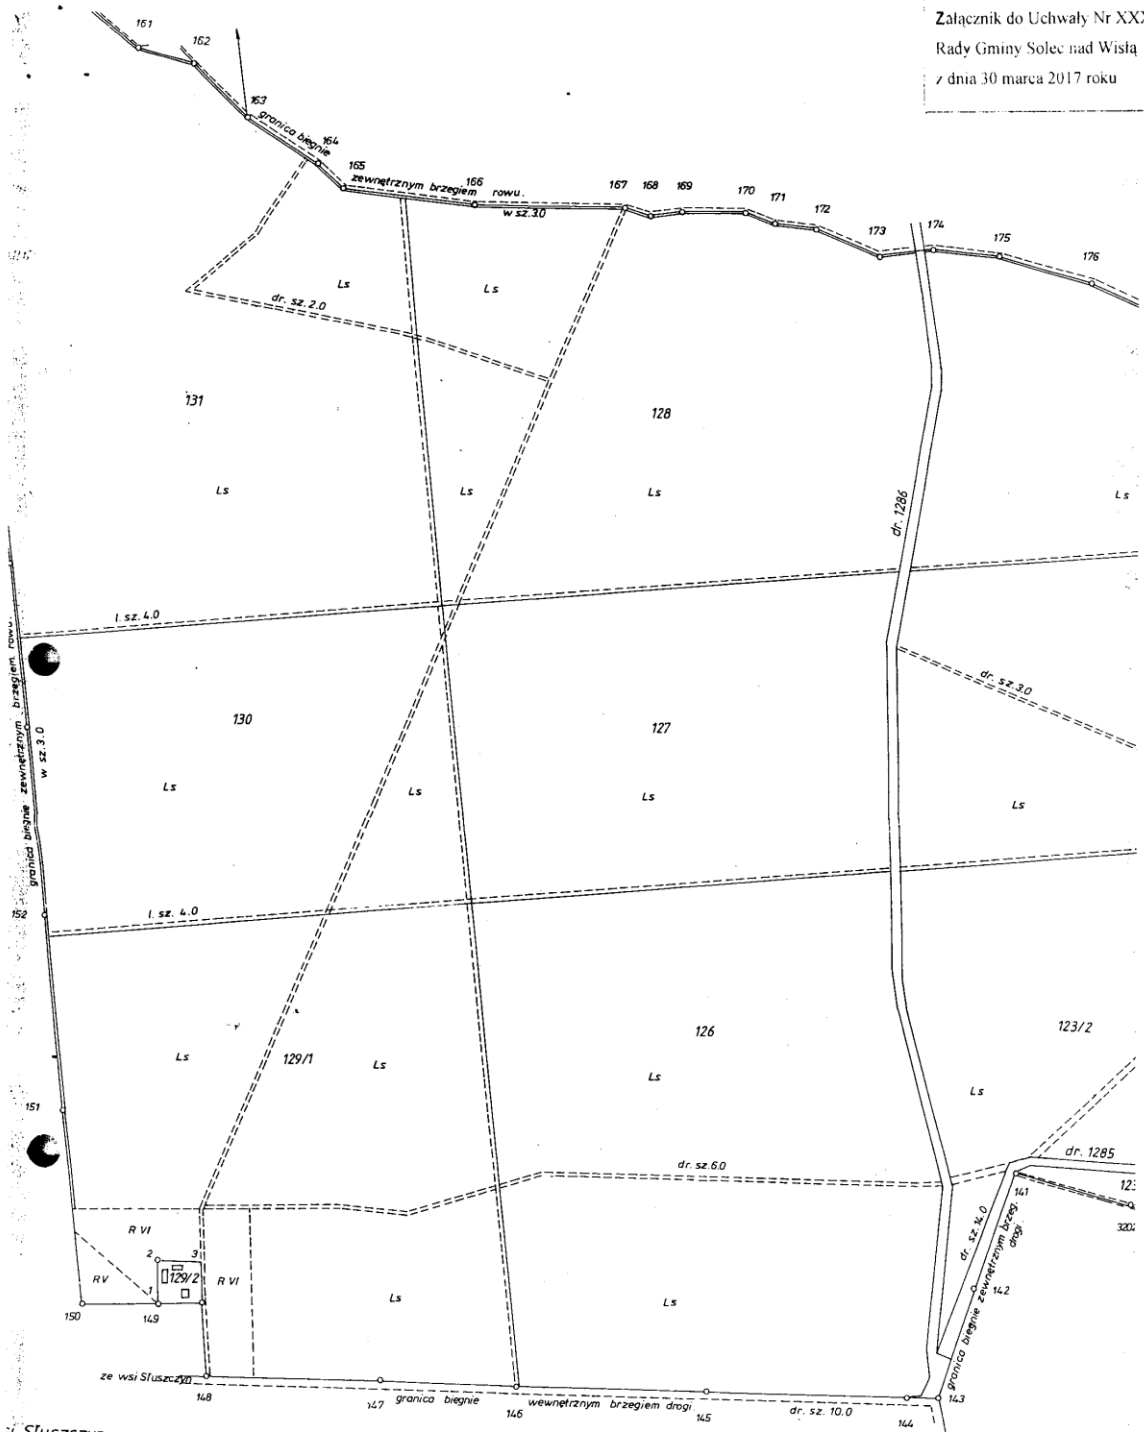 Załącznik do Uchwały Nr XXX
Rady Gminy Solec nad Wisłą
z dnia 30 marca 2017 roku
161
162
163
granica biegnie
164
165
zewnętrznym brzegiem rowu.
166
w sz.3.0
167
168
169
170
171
172
173
174
175
176
Ls
Ls
dr. sz.2.0
131
128
Ls
Ls
Ls
Ls
dr. 1286
l. sz. 4.0
granica biegnie zewnętrznym brzegiem rowu.
w sz.3.0
130
127
dr. sz.3.0
Ls
Ls
Ls
Ls
152
l. sz. 4.0
126
123/2
Ls
129/1
Ls
Ls
Ls
151
dr. sz.6.0
dr. 1285
141
123
3202
dr. sz.14.0
granica biegnie zewnętrznym brzeg. drogi.
142
R VI
2
3
129/2
R VI
RV
1
150
149
Ls
Ls
ze wsi Słuszczyn
148
147
granica biegnie
146
wewnętrznym brzegiem drogi.
145
dr. sz. 10.0
144
143